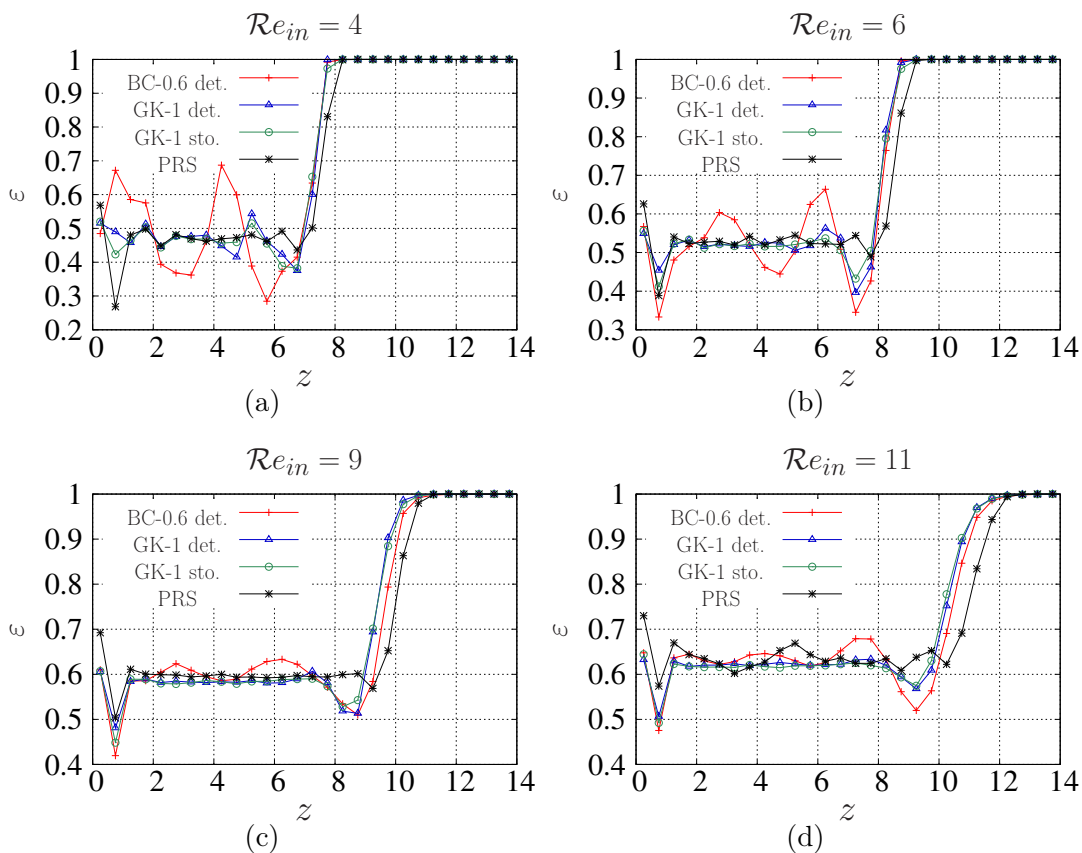 Re_in = 4
1
0.9
0.8
0.7
0.6
0.5
0.4
0.3
0.2
ε
BC-0.6 det.
GK-1 det.
GK-1 sto.
PRS
0 2 4 6 8 10 12 14
z
(a)
Re_in = 6
1
0.9
0.8
0.7
0.6
0.5
0.4
0.3
ε
BC-0.6 det.
GK-1 det.
GK-1 sto.
PRS
0 2 4 6 8 10 12 14
z
(b)
Re_in = 9
1
0.9
0.8
0.7
0.6
0.5
0.4
ε
BC-0.6 det.
GK-1 det.
GK-1 sto.
PRS
0 2 4 6 8 10 12 14
z
(c)
Re_in = 11
1
0.9
0.8
0.7
0.6
0.5
0.4
ε
BC-0.6 det.
GK-1 det.
GK-1 sto.
PRS
0 2 4 6 8 10 12 14
z
(d)